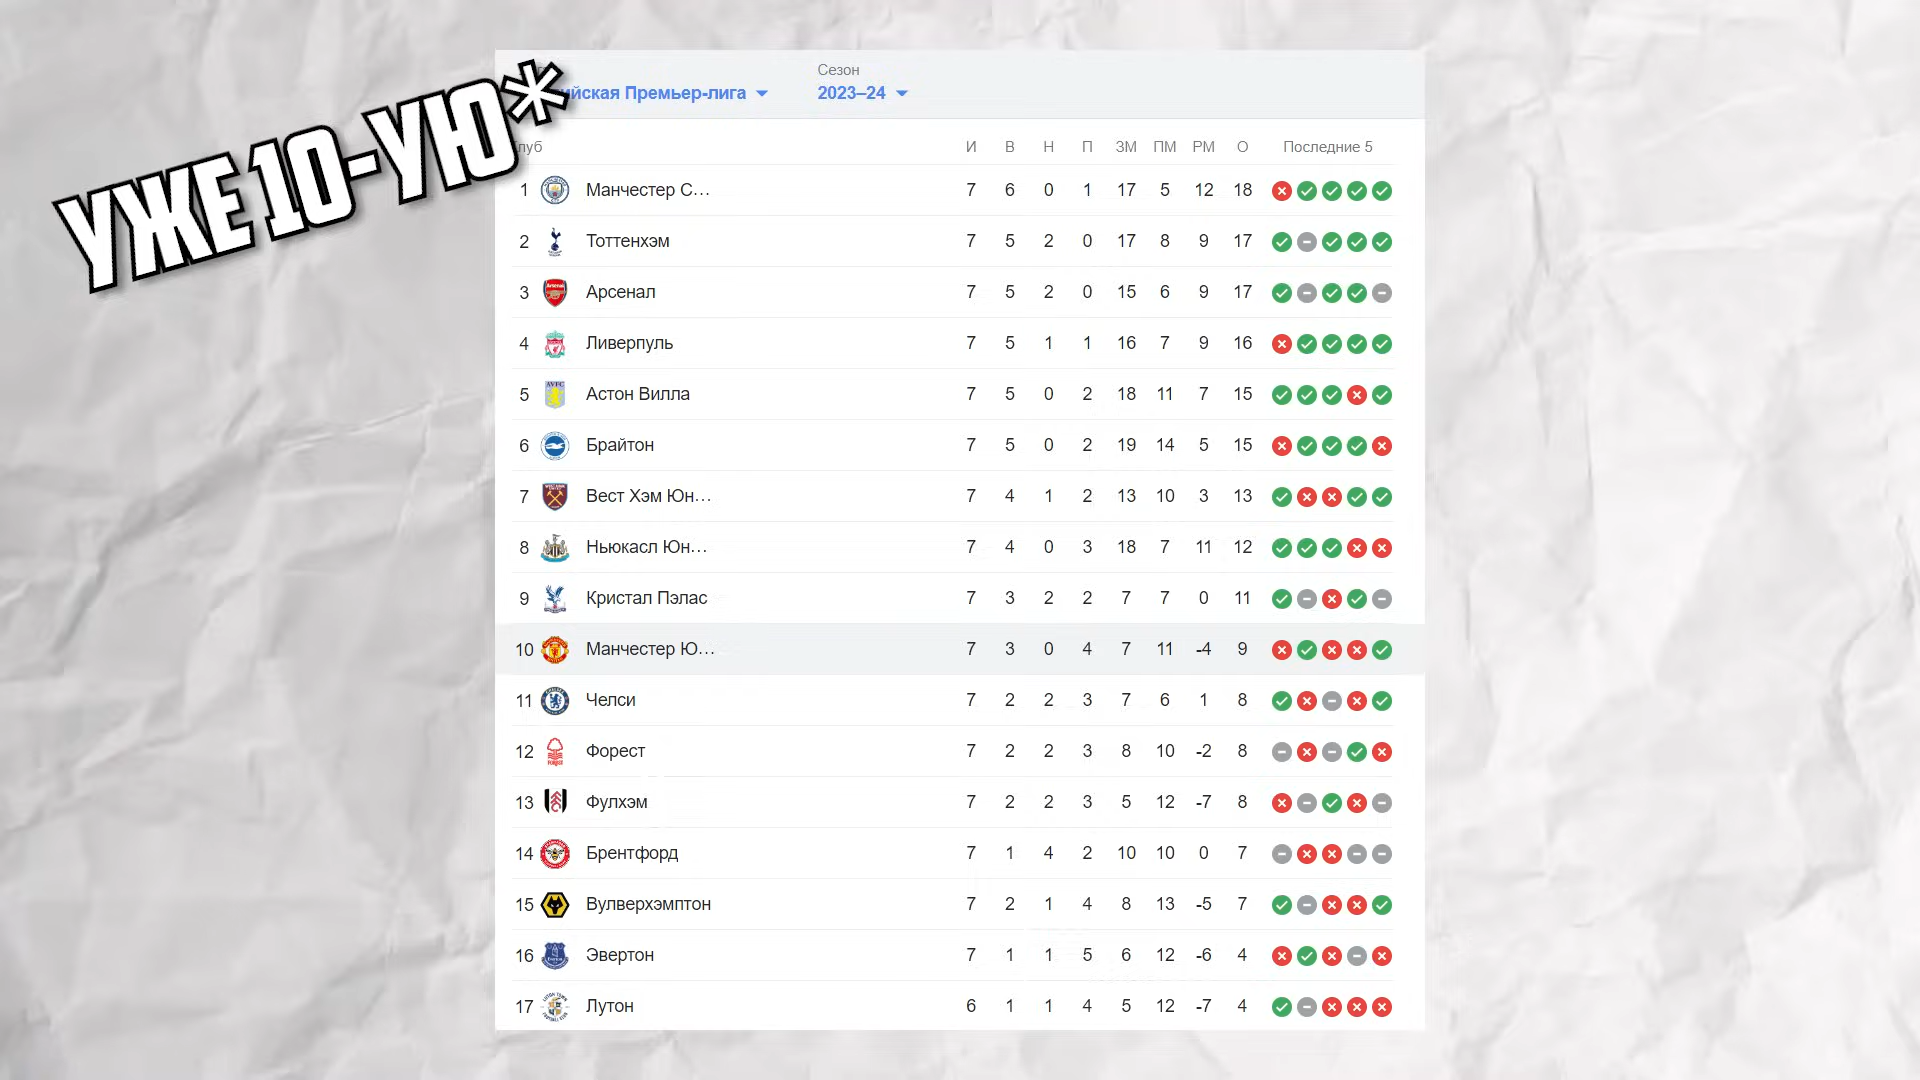 УЖЕ 10-УЮ*
Сезон
йская Премьер-лига 2023–24
луб И В Н П ЗМ ПМ РМ О Последние 5
1 Манчестер С… 7 6 0 1 17 5 12 18
2 Тоттенхэм 7 5 2 0 17 8 9 17
3 Арсенал 7 5 2 0 15 6 9 17
4 Ливерпуль 7 5 1 1 16 7 9 16
5 Астон Вилла 7 5 0 2 18 11 7 15
6 Брайтон 7 5 0 2 19 14 5 15
7 Вест Хэм Юн… 7 4 1 2 13 10 3 13
8 Ньюкасл Юн… 7 4 0 3 18 7 11 12
9 Кристал Пэлас 7 3 2 2 7 7 0 11
10 Манчестер Ю… 7 3 0 4 7 11 -4 9
11 Челси 7 2 2 3 7 6 1 8
12 Форест 7 2 2 3 8 10 -2 8
13 Фулхэм 7 2 2 3 5 12 -7 8
14 Брентфорд 7 1 4 2 10 10 0 7
15 Вулверхэмптон 7 2 1 4 8 13 -5 7
16 Эвертон 7 1 1 5 6 12 -6 4
17 Лутон 6 1 1 4 5 12 -7 4